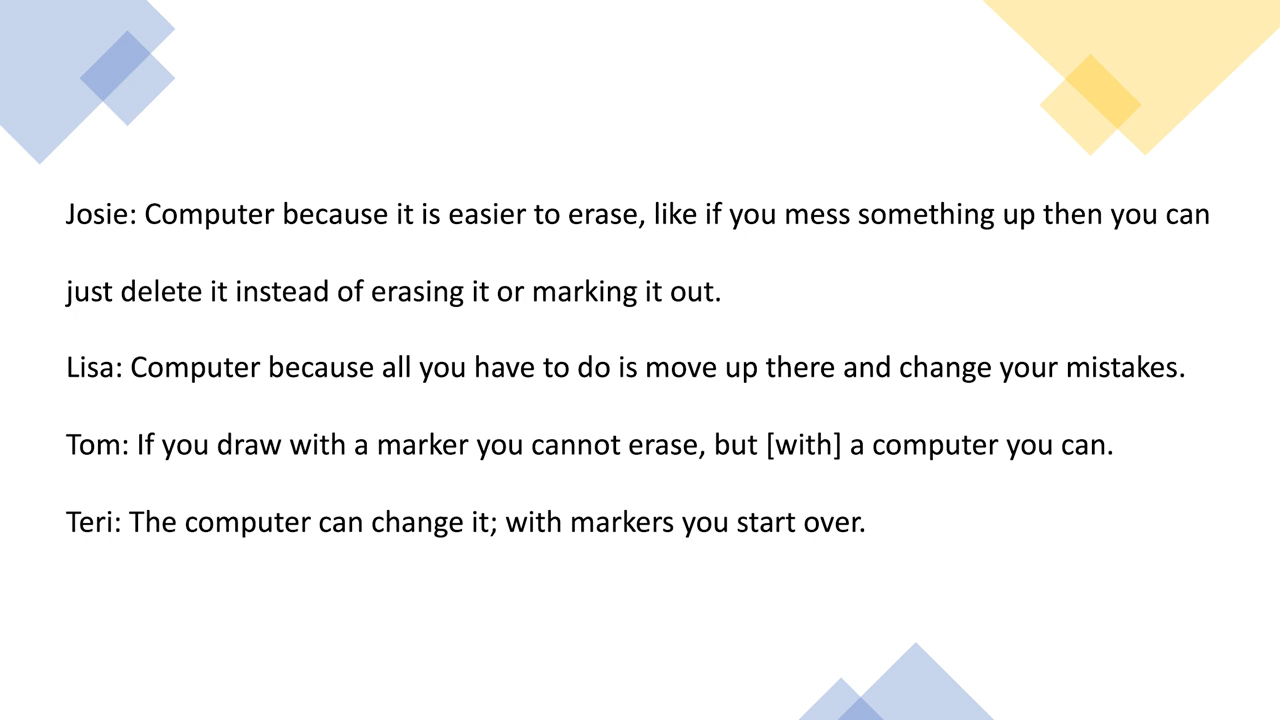 Josie: Computer because it is easier to erase, like if you mess something up then you can
just delete it instead of erasing it or marking it out.
Lisa: Computer because all you have to do is move up there and change your mistakes.
Tom: If you draw with a marker you cannot erase, but [with] a computer you can.
Teri: The computer can change it; with markers you start over.